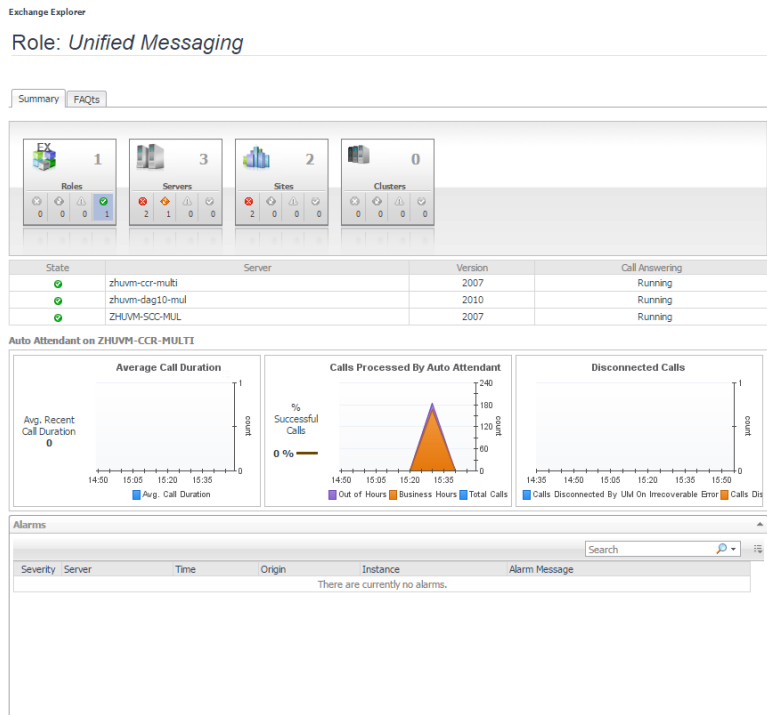 Exchange Explorer
Role: Unified Messaging
Summary FAQts
EX 1 3 2 0
Roles Servers Sites Clusters
0 0 0 1 2 1 0 0 2 0 0 0 0 0 0 0
State Server Version Call Answering
zhuvm-ccr-multi 2007 Running
zhuvm-dag10-mul 2010 Running
ZHUVM-SCC-MUL 2007 Running
Auto Attendant on ZHUVM-CCR-MULTI
Average Call Duration
Avg. Recent
Call Duration
0
1
0
count
14:50 15:05 15:20 15:35
Avg. Call Duration
Calls Processed By Auto Attendant
%
Successful
Calls
0 %
240
180
120
60
0
count
14:50 15:05 15:20 15:35
Out of Hours Business Hours Total Calls
Disconnected Calls
1
0
count
14:35 14:50 15:05 15:20 15:35 15:50
Calls Disconnected By UM On Irrecoverable Error Calls Dis
Alarms
Search
Severity Server Time Origin Instance Alarm Message
There are currently no alarms.